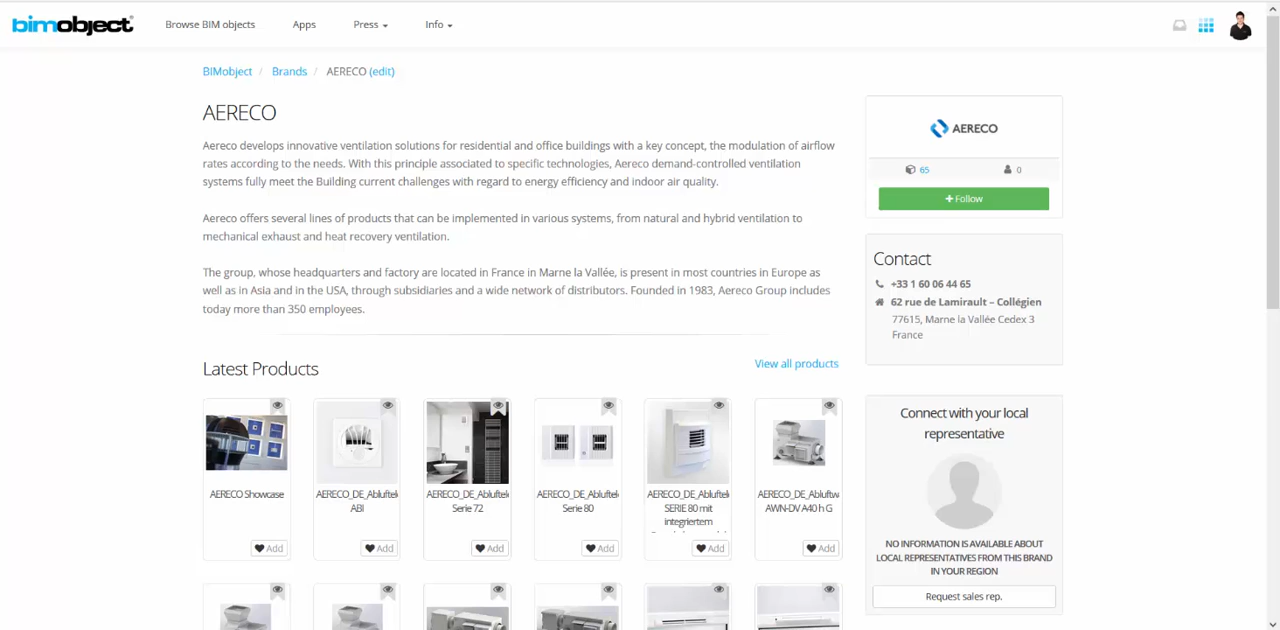 bimobject
Browse BIM objects
Apps
Press
Info
BIMobject / Brands / AERECO (edit)
AERECO
Aereco develops innovative ventilation solutions for residential and office buildings with a key concept, the modulation of airflow
rates according to the needs. With this principle associated to specific technologies, Aereco demand-controlled ventilation
systems fully meet the Building current challenges with regard to energy efficiency and indoor air quality.
Aereco offers several lines of products that can be implemented in various systems, from natural and hybrid ventilation to
mechanical exhaust and heat recovery ventilation.
The group, whose headquarters and factory are located in France in Marne la Vallée, is present in most countries in Europe as
well as in Asia and in the USA, through subsidiaries and a wide network of distributors. Founded in 1983, Aereco Group includes
today more than 350 employees.
Latest Products
View all products
AERECO Showcase
Add
AERECO_DE_Abluftel
ABI
Add
AERECO_DE_Abluftel
Serie 72
Add
AERECO_DE_Abluftel
Serie 80
Add
AERECO_DE_Abluftel
SERIE 80 mit
integriertem
Add
AERECO_DE_Abluftw
AWN-DV A40 h G
Add
AERECO
65
0
+ Follow
Contact
+33 1 60 06 44 65
62 rue de Lamirault – Collégien
77615, Marne la Vallée Cedex 3
France
Connect with your local
representative
NO INFORMATION IS AVAILABLE ABOUT
LOCAL REPRESENTATIVES FROM THIS BRAND
IN YOUR REGION
Request sales rep.